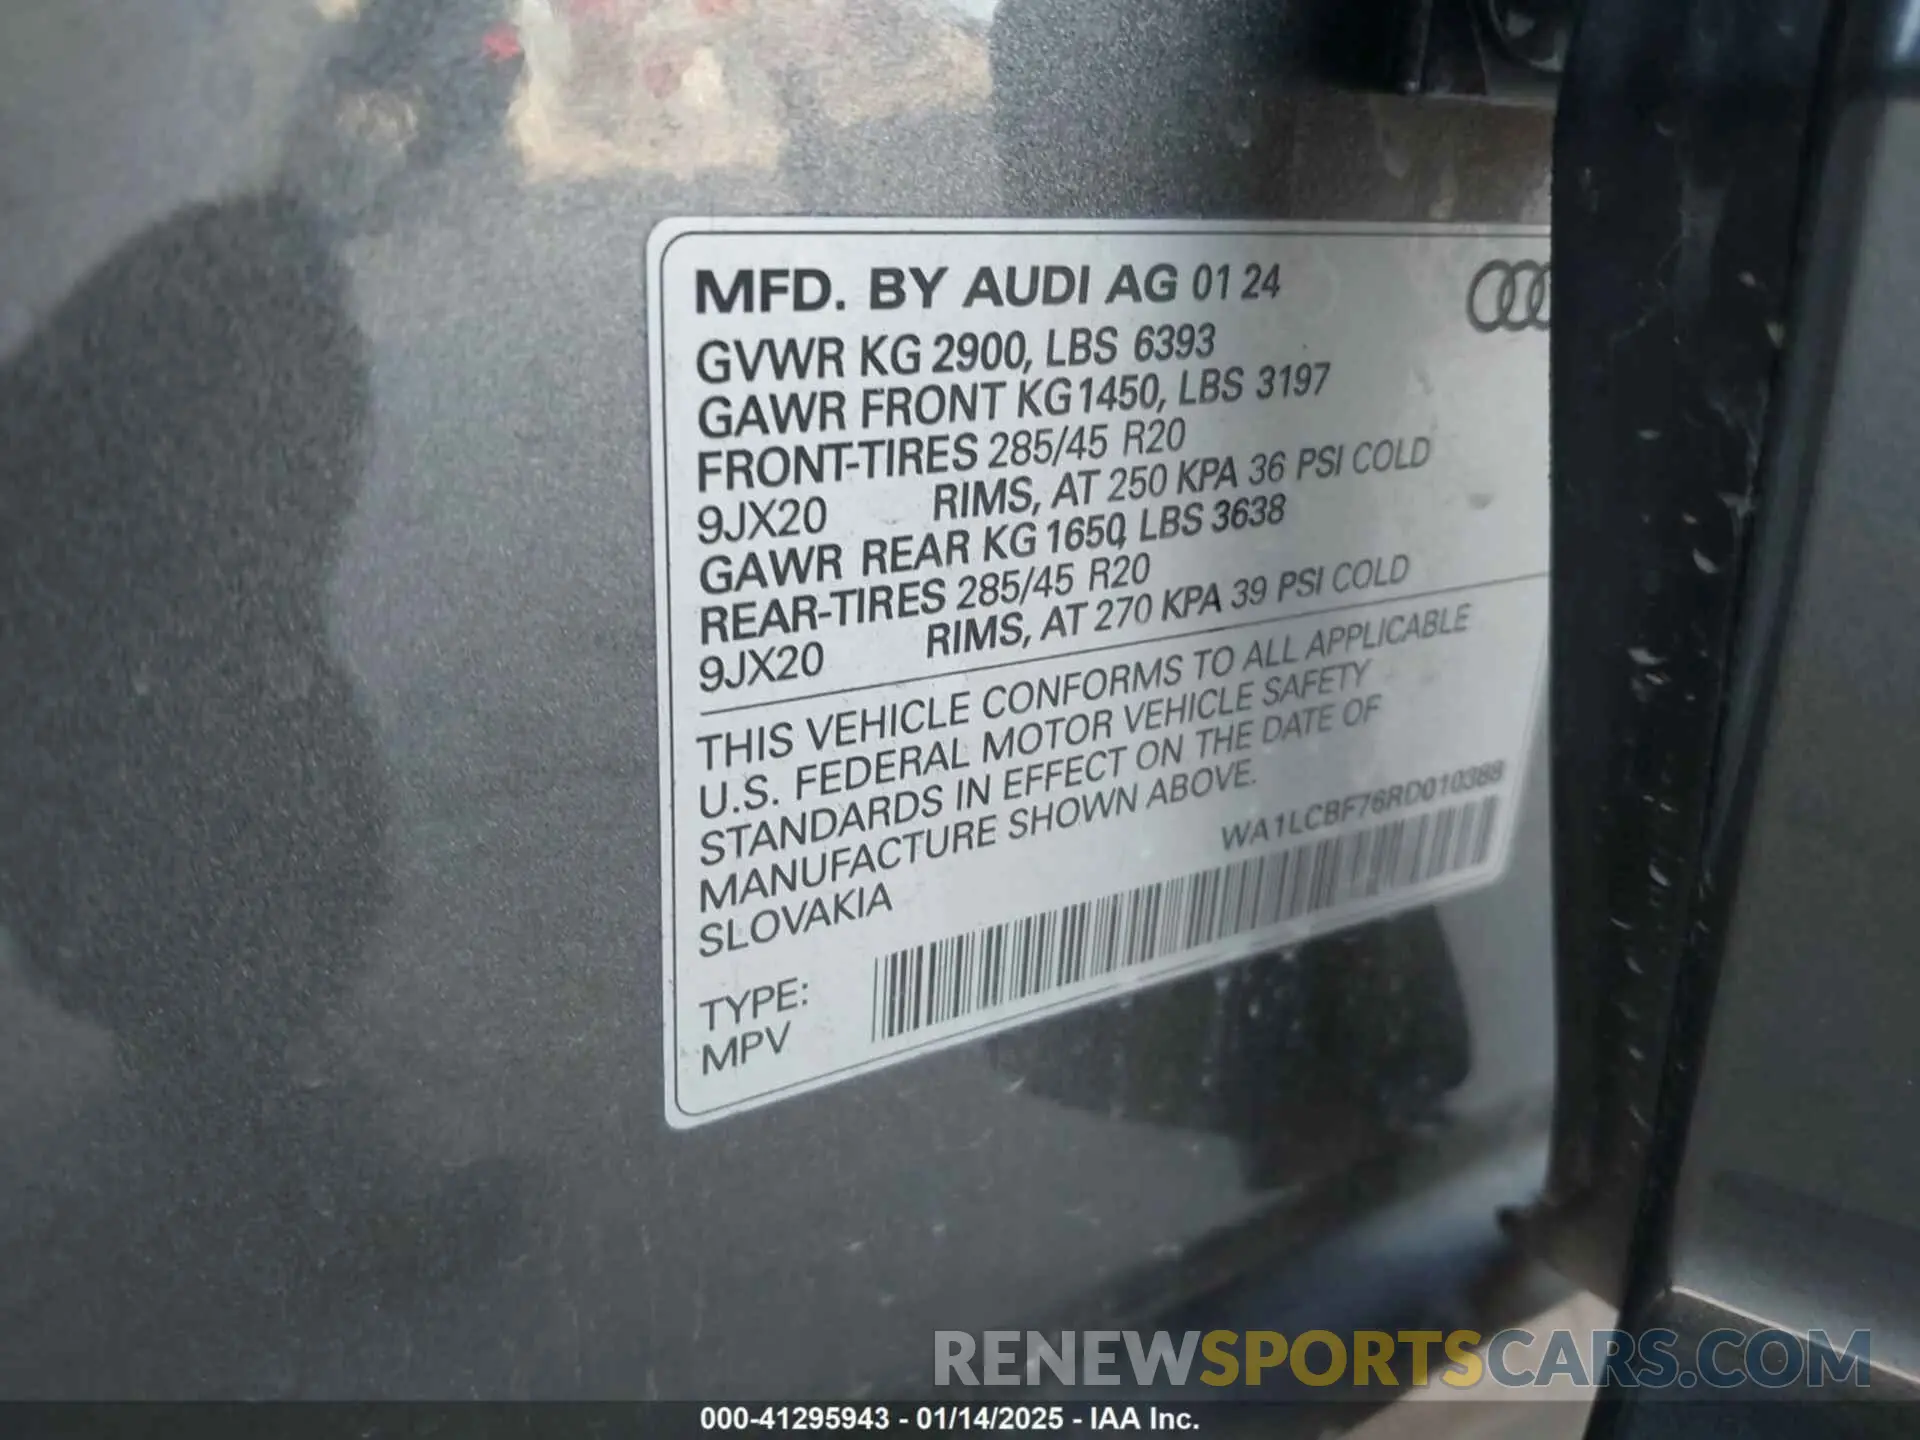 MFD. BY AUDI AG 01 24
GVWR KG 2900, LBS 6393
GAWR FRONT KG 1450, LBS 3197
FRONT-TIRES 285/45 R20
9JX20 RIMS, AT 250 KPA 36 PSI COLD
GAWR REAR KG 1650, LBS 3638
REAR-TIRES 285/45 R20
9JX20 RIMS, AT 270 KPA 39 PSI COLD
THIS VEHICLE CONFORMS TO ALL APPLICABLE
U.S. FEDERAL MOTOR VEHICLE SAFETY
STANDARDS IN EFFECT ON THE DATE OF
MANUFACTURE SHOWN ABOVE.
SLOVAKIA
WA1LCBF76RD010388
TYPE:
MPV
RENEWSPORTSCARS.COM
000-41295943 - 01/14/2025 - IAA Inc.